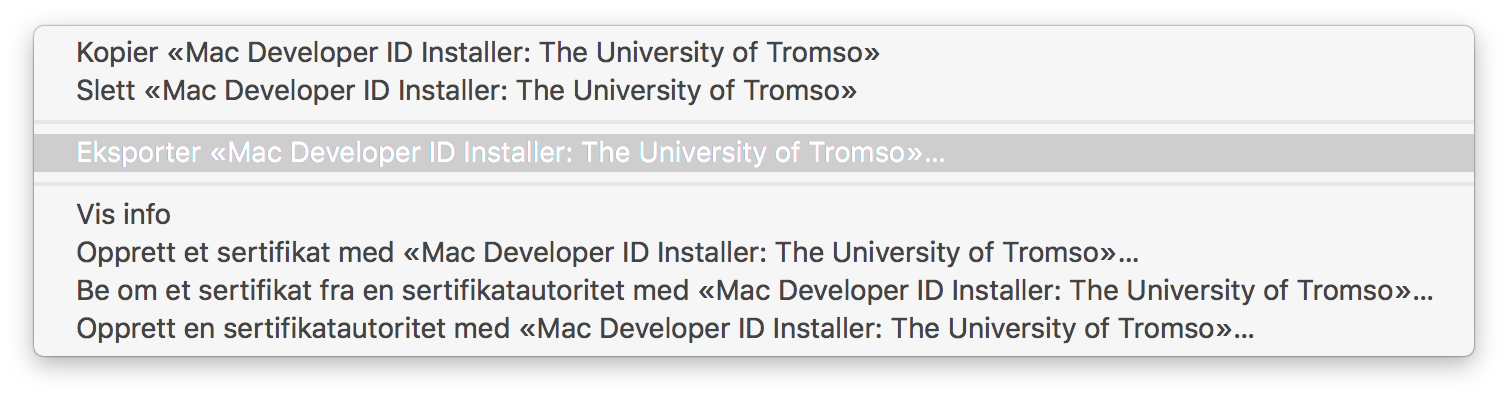 Kopier «Mac Developer ID Installer: The University of Tromso»
Slett «Mac Developer ID Installer: The University of Tromso»
Eksporter «Mac Developer ID Installer: The University of Tromso»…
Vis info
Opprett et sertifikat med «Mac Developer ID Installer: The University of Tromso»…
Be om et sertifikat fra en sertifikatautoritet med «Mac Developer ID Installer: The University of Tromso»…
Opprett en sertifikatautoritet med «Mac Developer ID Installer: The University of Tromso»…